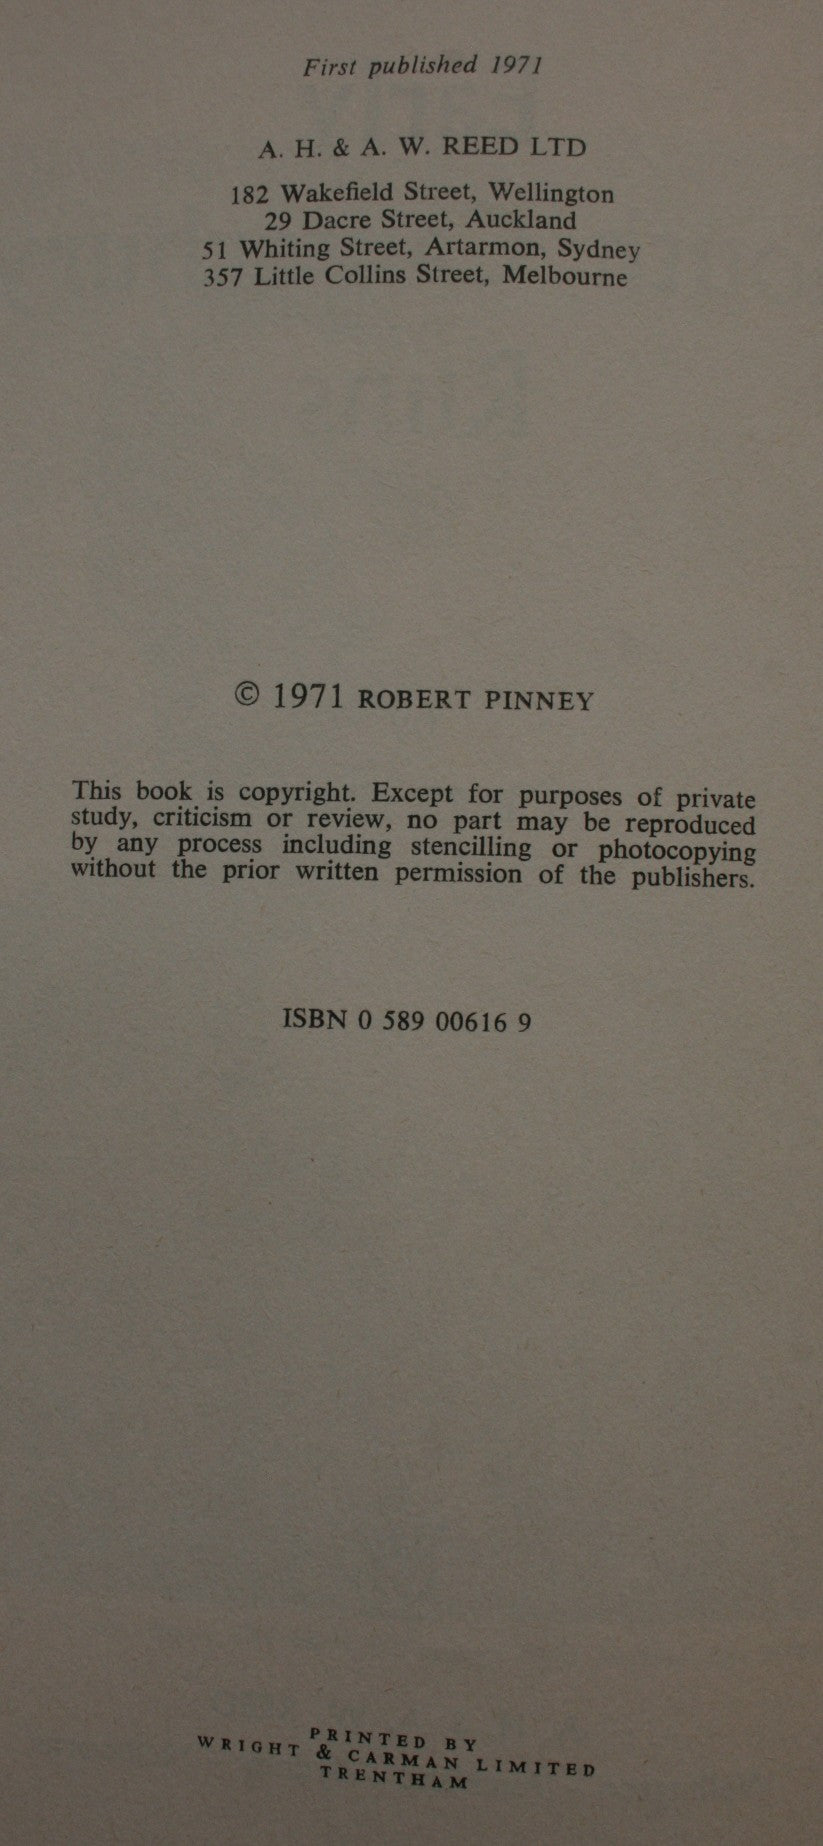 First published 1971
A. H. & A. W. REED LTD
182 Wakefield Street, Wellington
29 Dacre Street, Auckland
51 Whiting Street, Artarmon, Sydney
357 Little Collins Street, Melbourne
© 1971 ROBERT PINNEY
This book is copyright. Except for purposes of private
study, criticism or review, no part may be reproduced
by any process including stencilling or photocopying
without the prior written permission of the publishers.
ISBN 0 589 00616 9
PRINTED BY
WRIGHT & CARMAN LIMITED
TRENTHAM